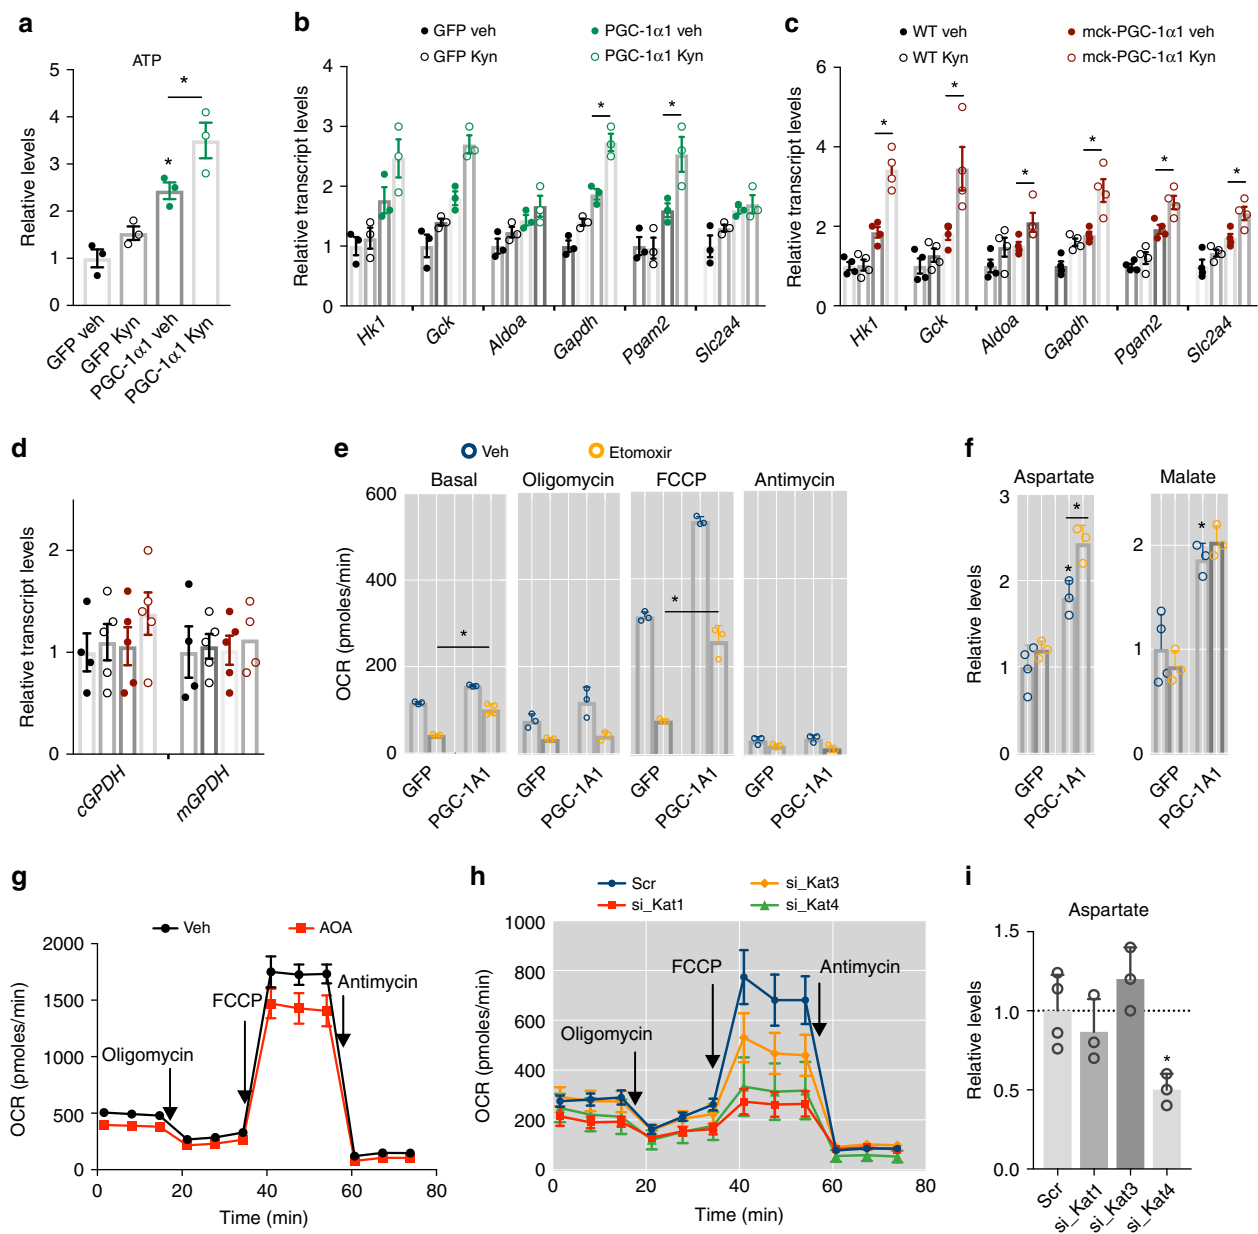 a
ATP
Relative levels
5
4
3
2
1
0
*
*
GFP veh
GFP Kyn
PGC-1α1 veh
PGC-1α1 Kyn
b
GFP veh
PGC-1α1 veh
GFP Kyn
PGC-1α1 Kyn
Relative transcript levels
4
3
2
1
0
*
*
Hk1
Gck
Aldoa
Gapdh
Pgam2
Slc2a4
c
WT veh
mck-PGC-1α1 veh
WT Kyn
mck-PGC-1α1 Kyn
Relative transcript levels
6
4
2
0
*
*
*
*
*
*
Hk1
Gck
Aldoa
Gapdh
Pgam2
Slc2a4
d
Relative transcript levels
2
1
0
cGPDH
mGPDH
e
Veh
Etomoxir
Basal
Oligomycin
FCCP
Antimycin
OCR (pmoles/min)
600
400
200
0
*
*
GFP
PGC-1A1
GFP
PGC-1A1
GFP
PGC-1A1
GFP
PGC-1A1
f
Aspartate
Malate
Relative levels
3
2
1
0
*
*
2
1
0
*
GFP
PGC-1A1
GFP
PGC-1A1
g
Veh
AOA
OCR (pmoles/min)
2000
1500
1000
500
0
Oligomycin
FCCP
Antimycin
0
20
40
60
80
Time (min)
h
Scr
si_Kat3
si_Kat1
si_Kat4
OCR (pmoles/min)
1000
800
600
400
200
0
Oligomycin
FCCP
Antimycin
0
20
40
60
80
Time (min)
i
Aspartate
Relative levels
1.5
1.0
0.5
0.0
*
Scr
si_Kat1
si_Kat3
si_Kat4